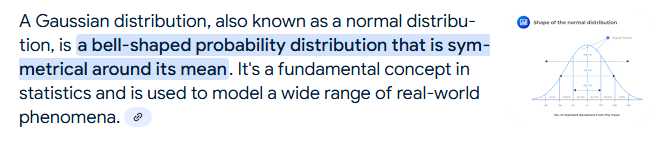 A Gaussian distribution, also known as a normal distribu-
tion, is a bell-shaped probability distribution that is sym-
metrical around its mean. It's a fundamental concept in
statistics and is used to model a wide range of real-world
phenomena.
Shape of the normal distribution